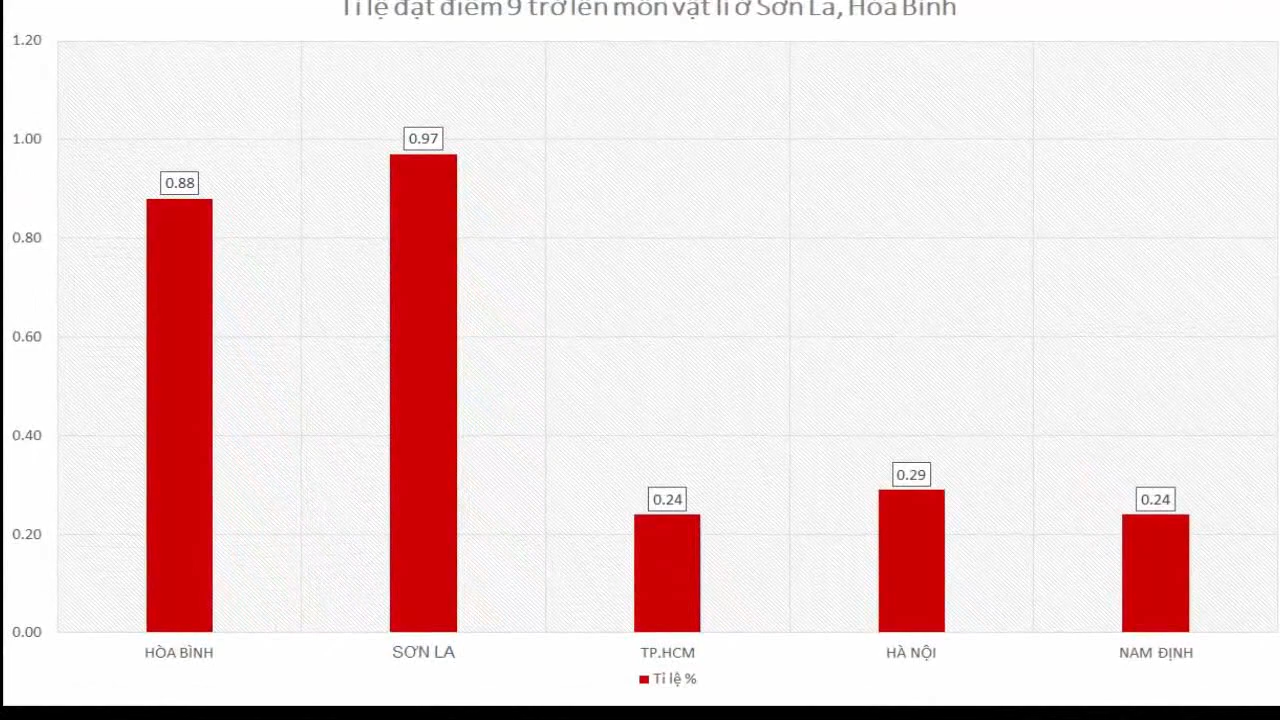 Tỉ lệ đạt điểm 9 trở lên môn vật lí ở Sơn La, Hòa Bình
1.20
1.00
0.97
0.88
0.80
0.60
0.40
0.29
0.24
0.24
0.20
0.00
HÒA BÌNH
SƠN LA
TP.HCM
HÀ NỘI
NAM ĐỊNH
Tỉ lệ %